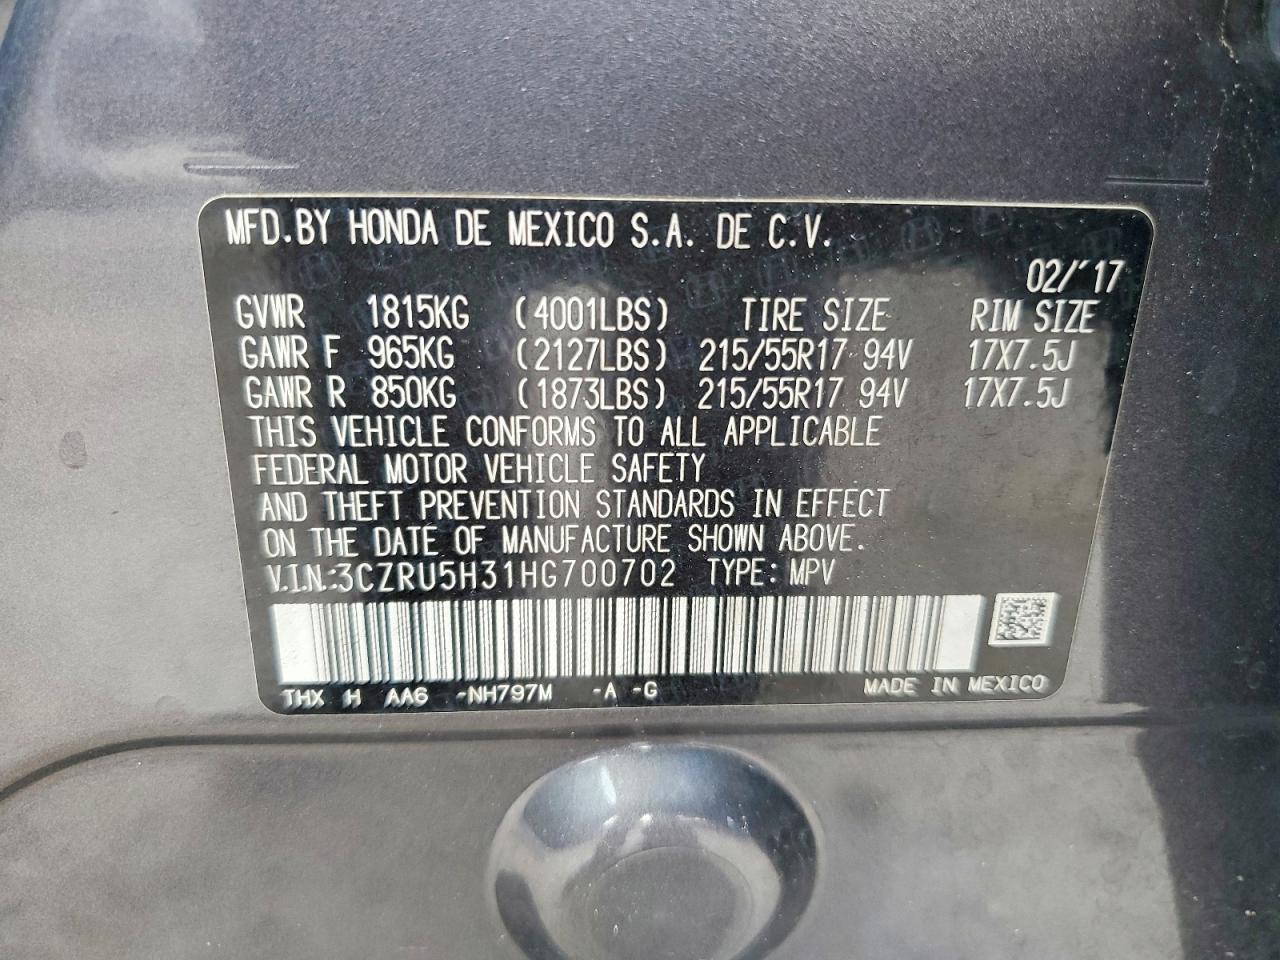 MFD.BY HONDA DE MEXICO S.A. DE C.V.
02/'17
GVWR 1815KG (4001LBS) TIRE SIZE RIM SIZE
GAWR F 965KG (2127LBS) 215/55R17 94V 17X7.5J
GAWR R 850KG (1873LBS) 215/55R17 94V 17X7.5J
THIS VEHICLE CONFORMS TO ALL APPLICABLE
FEDERAL MOTOR VEHICLE SAFETY
AND THEFT PREVENTION STANDARDS IN EFFECT
ON THE DATE OF MANUFACTURE SHOWN ABOVE.
V.I.N.:3CZRU5H31HG700702 TYPE: MPV
THX H AA6 -NH797M -A -G MADE IN MEXICO